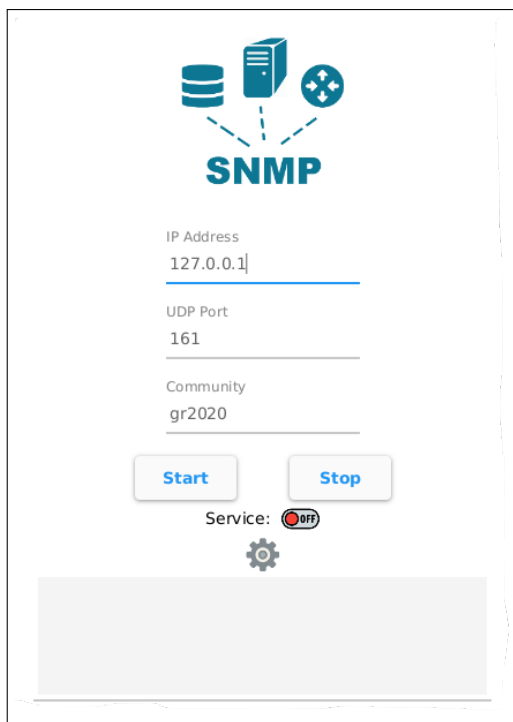 SNMP
IP Address
127.0.0.1
UDP Port
161
Community
gr2020
Start Stop
Service: OFF